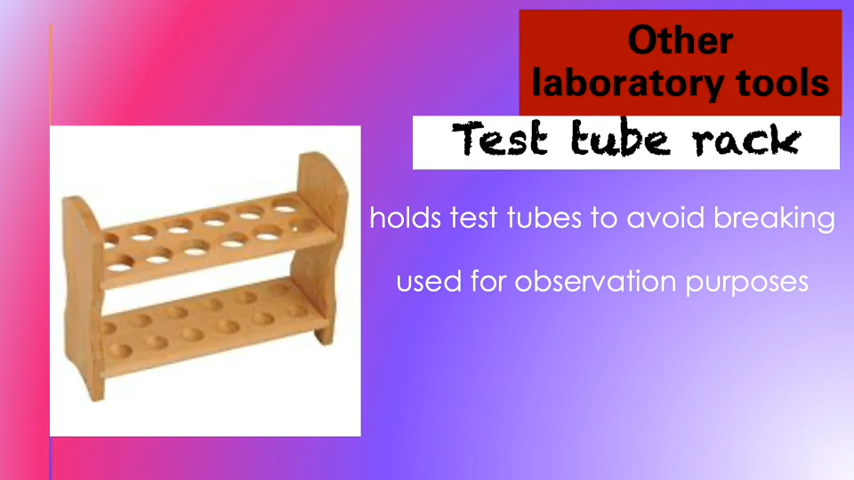 Other
laboratory tools
Test tube rack
holds test tubes to avoid breaking
used for observation purposes